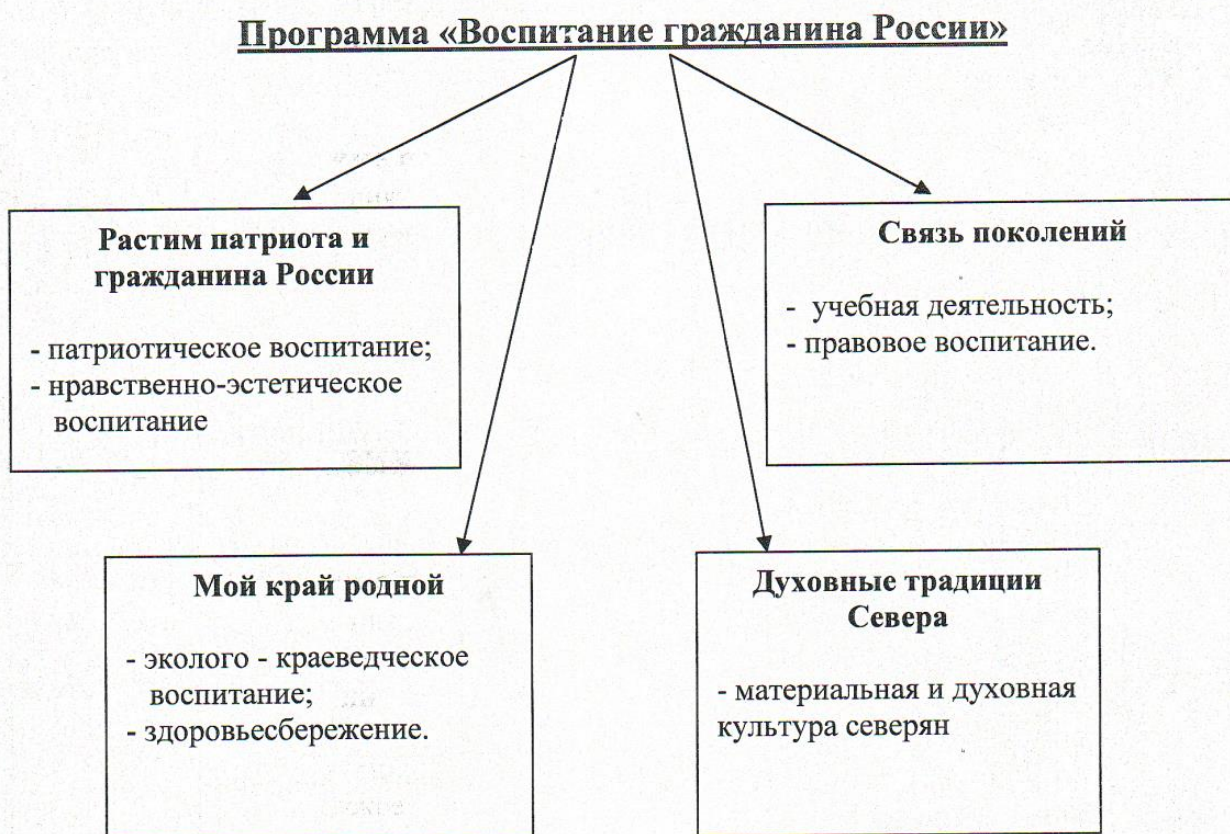 Программа «Воспитание гражданина России»
Растим патриота и
гражданина России
- патриотическое воспитание;
- нравственно-эстетическое
воспитание
Связь поколений
- учебная деятельность;
- правовое воспитание.
Мой край родной
- эколого - краеведческое
воспитание;
- здоровьесбережение.
Духовные традиции
Севера
- материальная и духовная
культура северян